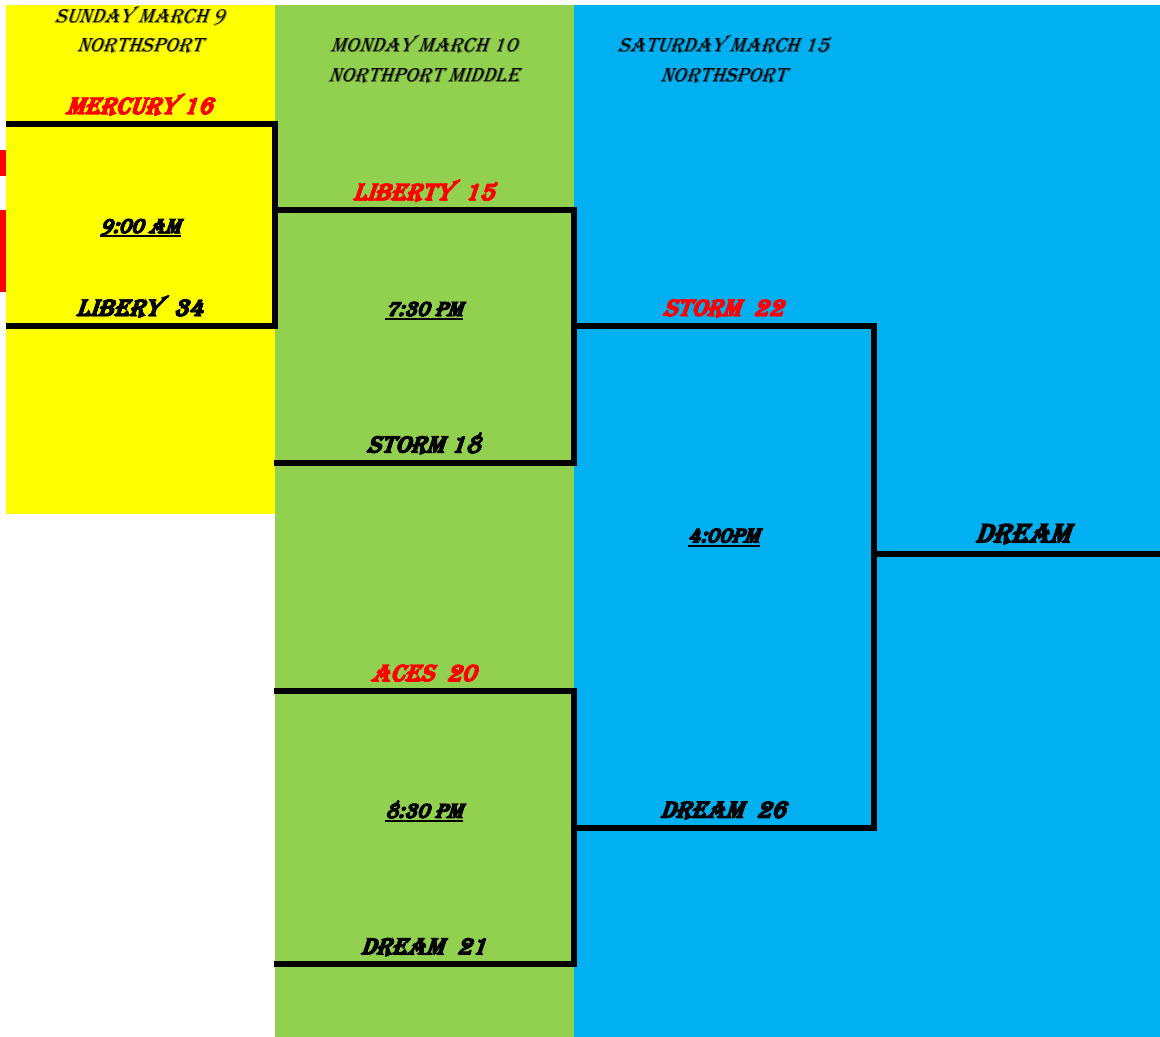 SUNDAY MARCH 9
NORTHSPORT
MERCURY 16
9:00 AM
LIBERY 34
MONDAY MARCH 10
NORTHPORT MIDDLE
LIBERTY 15
7:30 PM
STORM 18
ACES 20
8:30 PM
DREAM 21
SATURDAY MARCH 15
NORTHSPORT
STORM 22
4:00PM
DREAM 26
DREAM